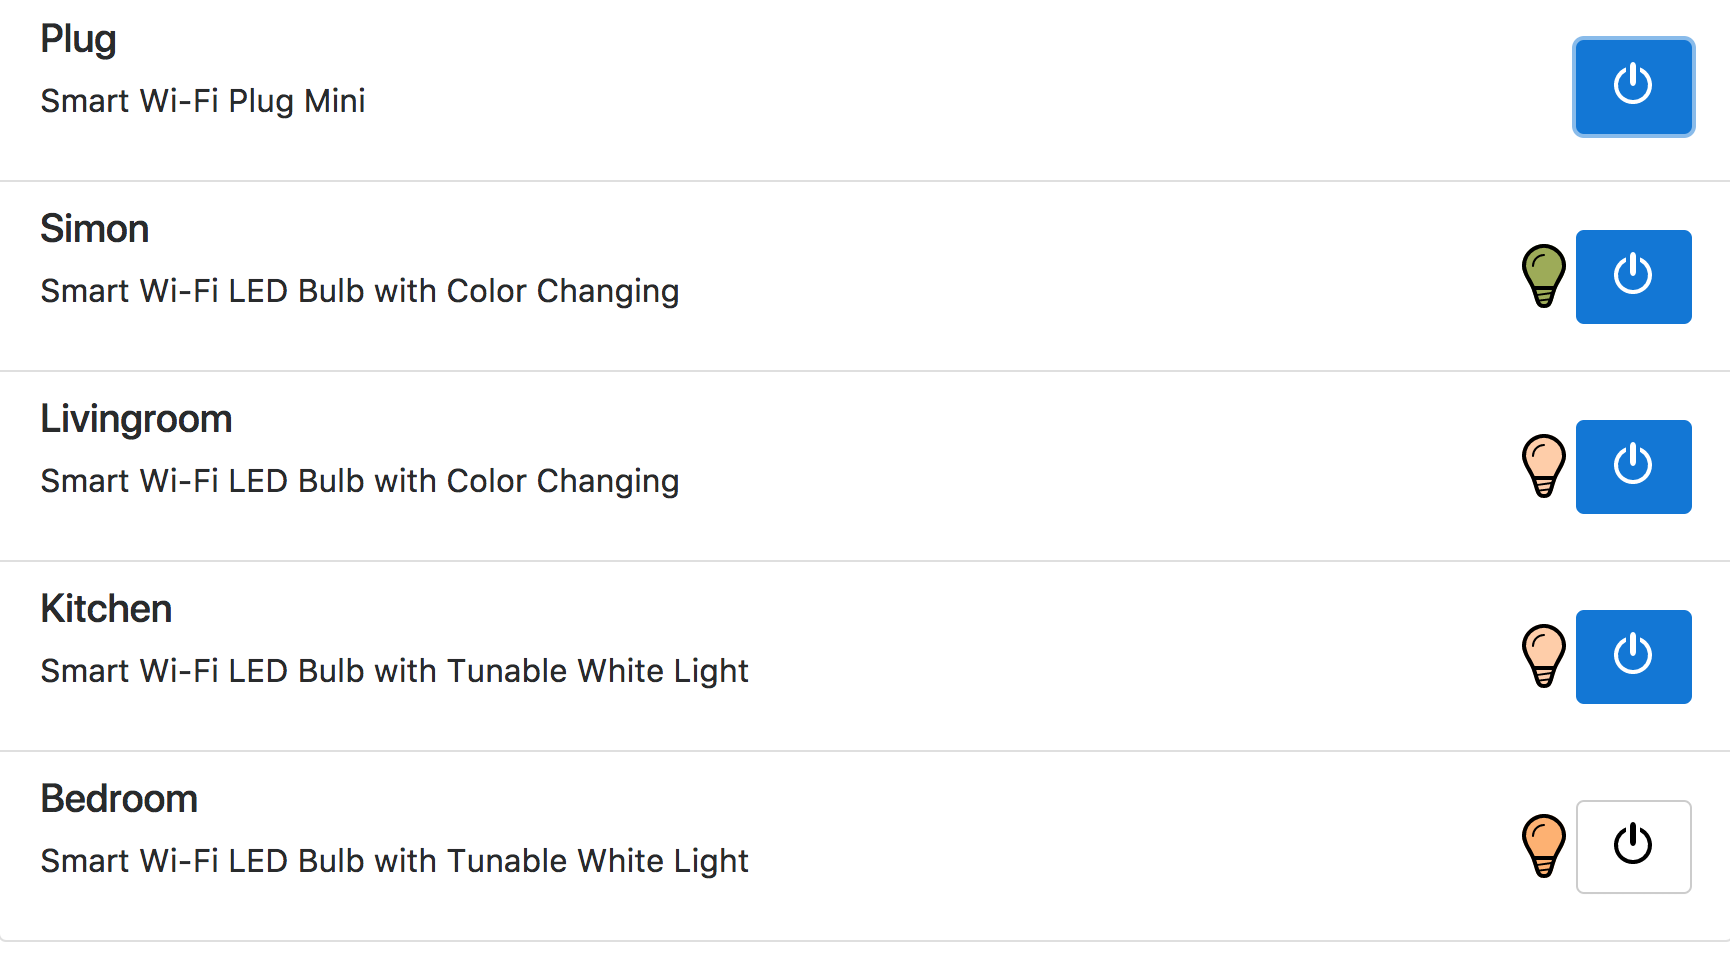 Plug
Smart Wi-Fi Plug Mini
Simon
Smart Wi-Fi LED Bulb with Color Changing
Livingroom
Smart Wi-Fi LED Bulb with Color Changing
Kitchen
Smart Wi-Fi LED Bulb with Tunable White Light
Bedroom
Smart Wi-Fi LED Bulb with Tunable White Light